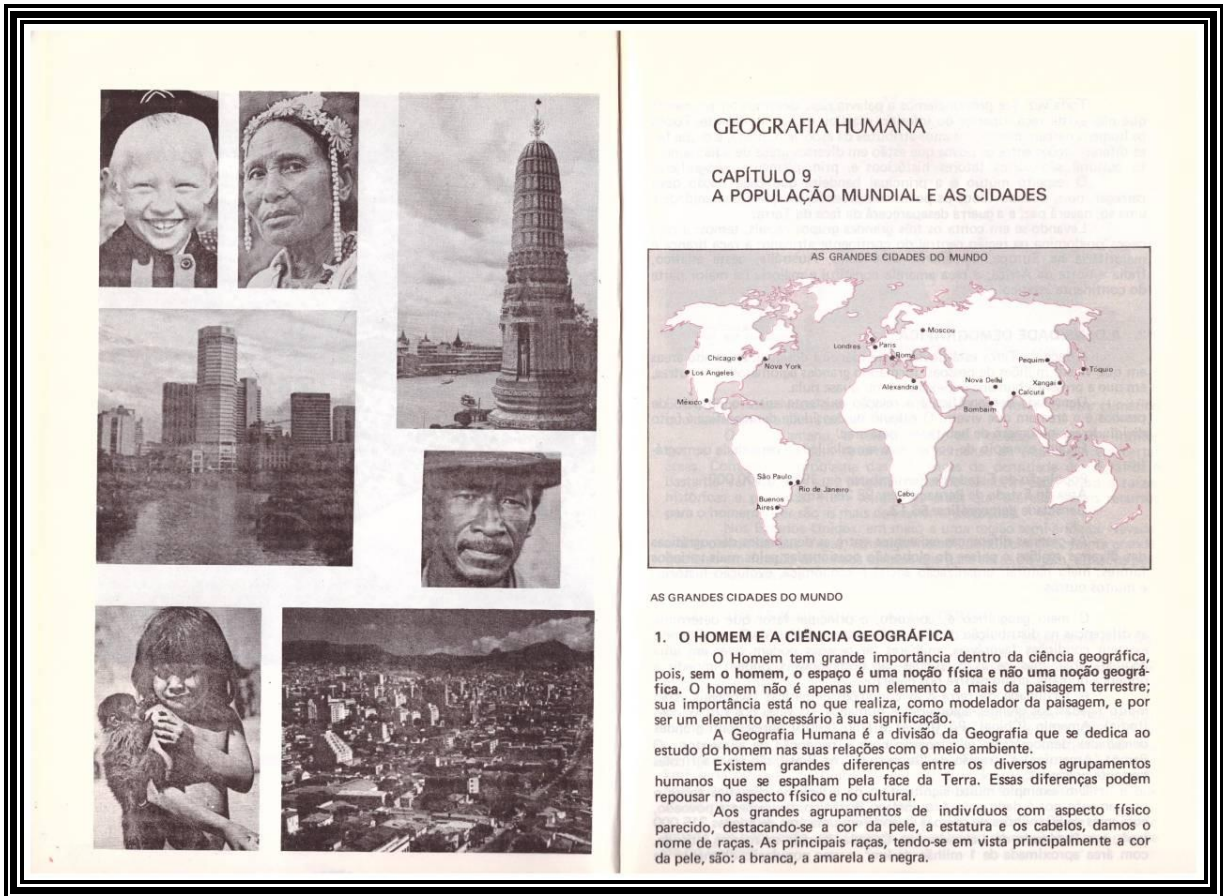 GEOGRAFIA HUMANA
CAPÍTULO 9
A POPULAÇÃO MUNDIAL E AS CIDADES
AS GRANDES CIDADES DO MUNDO
Moscou
Londres
Paris
Roma
Chicago
Nova York
Pequim
Tóquio
Los Angeles
Alexandria
Nova Delhi
Xangai
Calcutá
México
Bombaim
São Paulo
Rio de Janeiro
Buenos
Aires
Cabo
AS GRANDES CIDADES DO MUNDO
1. O HOMEM E A CIÊNCIA GEOGRÁFICA
O Homem tem grande importância dentro da ciência geográfica,
pois, sem o homem, o espaço é uma noção física e não uma noção geográ-
fica. O homem não é apenas um elemento a mais da paisagem terrestre;
sua importância está no que realiza, como modelador da paisagem, e por
ser um elemento necessário à sua significação.
A Geografia Humana é a divisão da Geografia que se dedica ao
estudo do homem nas suas relações com o meio ambiente.
Existem grandes diferenças entre os diversos agrupamentos
humanos que se espalham pela face da Terra. Essas diferenças podem
repousar no aspecto físico e no cultural.
Aos grandes agrupamentos de indivíduos com aspecto físico
parecido, destacando-se a cor da pele, a estatura e os cabelos, damos o
nome de raças. As principais raças, tendo-se em vista principalmente a cor
da pele, são: a branca, a amarela e a negra.